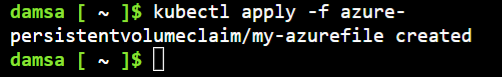 damsa [ ~ ]$ kubectl apply -f azure-
persistentvolumeclaim/my-azurefile created
damsa [ ~ ]$